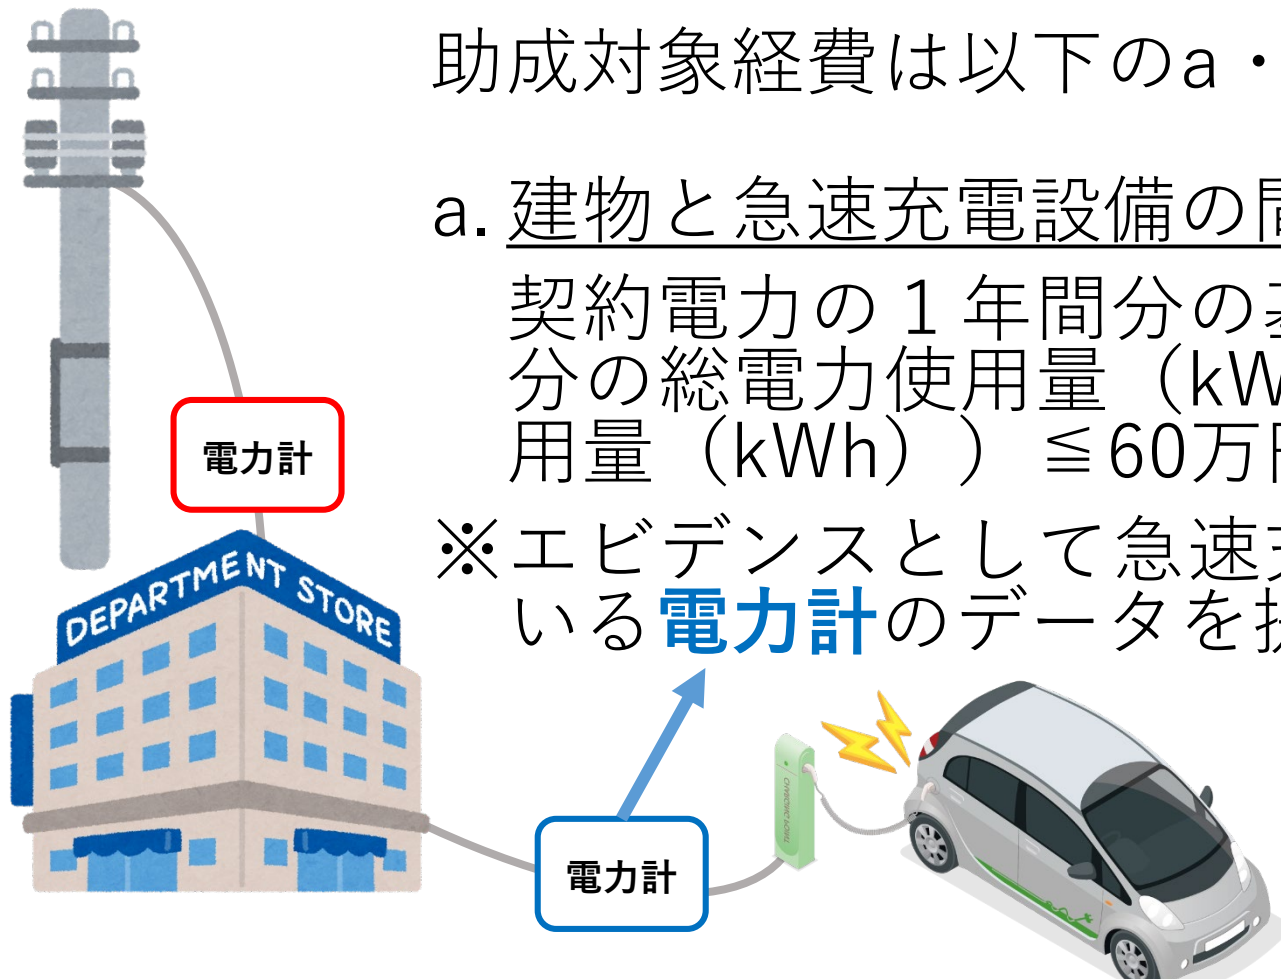 助成対象経費は以下のa・
a. 建物と急速充電設備の
契約電力の１年間分の
分の総電力使用量（kW
用量（kWh））≦60万
※エビデンスとして急速
いる電力計のデータを
電力計
DEPARTMENT STORE
電力計